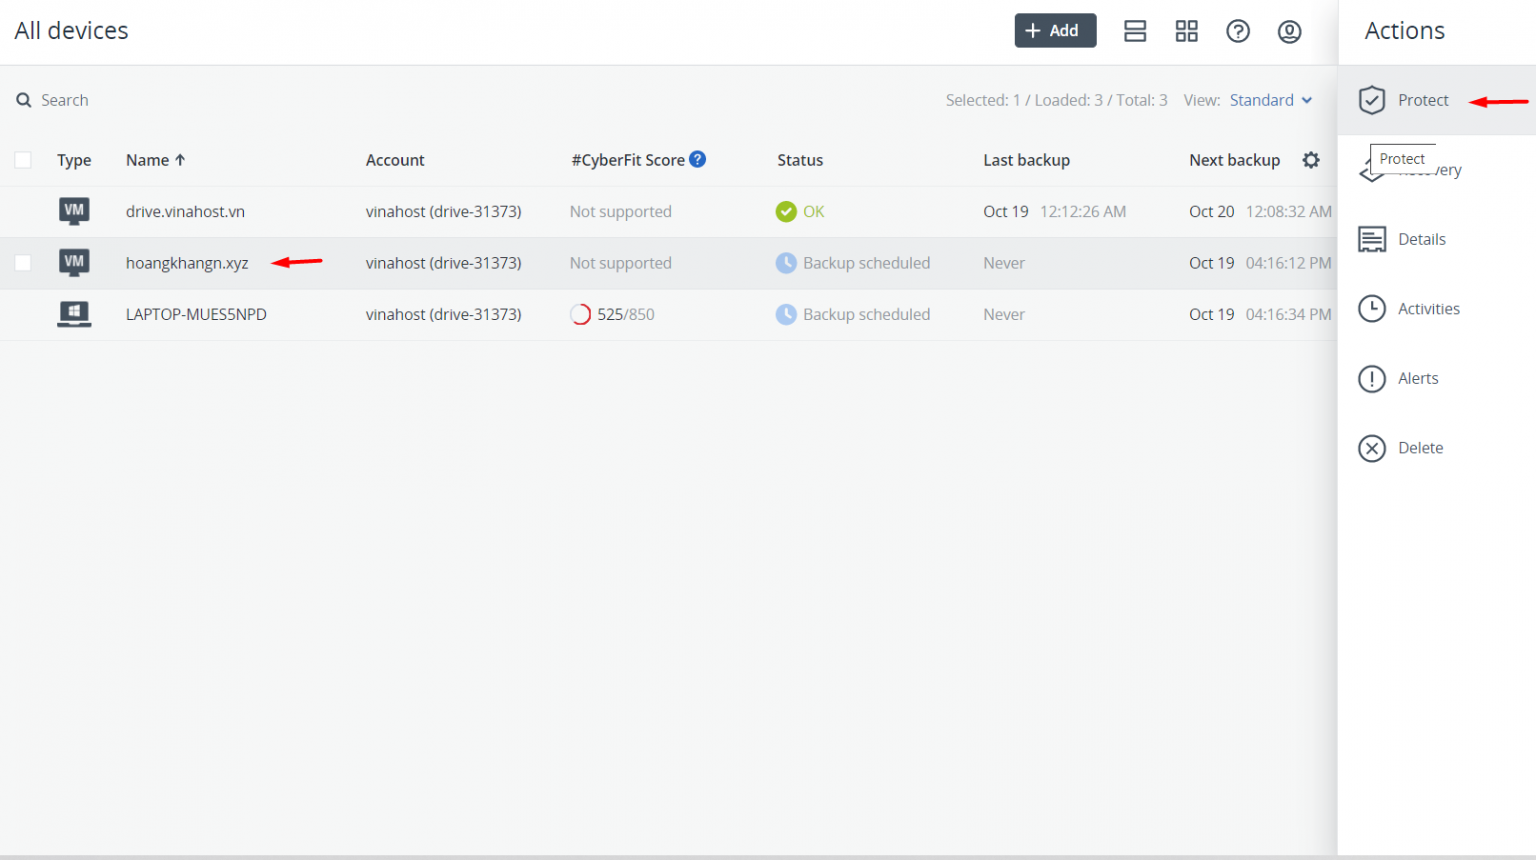 All devices
+ Add
Actions
Search
Selected: 1 / Loaded: 3 / Total: 3 View: Standard
Protect
Type Name Account #CyberFit Score ? Status Last backup Next backup
Protect
VM drive.vinahost.vn vinahost (drive-31373) Not supported OK Oct 19 12:12:26 AM Oct 20 12:08:32 AM
VM hoangkhangn.xyz vinahost (drive-31373) Not supported Backup scheduled Never Oct 19 04:16:12 PM
LAPTOP-MUES5NPD vinahost (drive-31373) 525/850 Backup scheduled Never Oct 19 04:16:34 PM
Details
Activities
Alerts
Delete